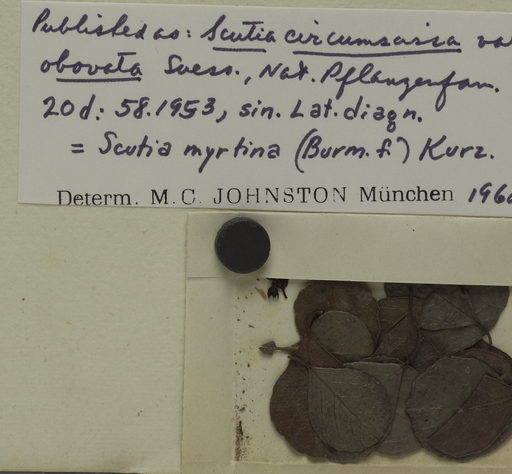 Published as: Scutia circumscissa va
obovata Suess., Nat. Pflanzenfam.
20d: 58.1953, sin. Lat. diagn.
= Scutia myrtina (Burm. f.) Kurz.
Determ. M. C. JOHNSTON München 196